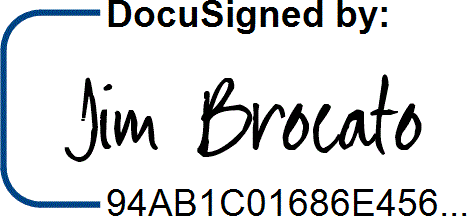 DocuSigned by:
Jim Brocato
94AB1C01686E456...